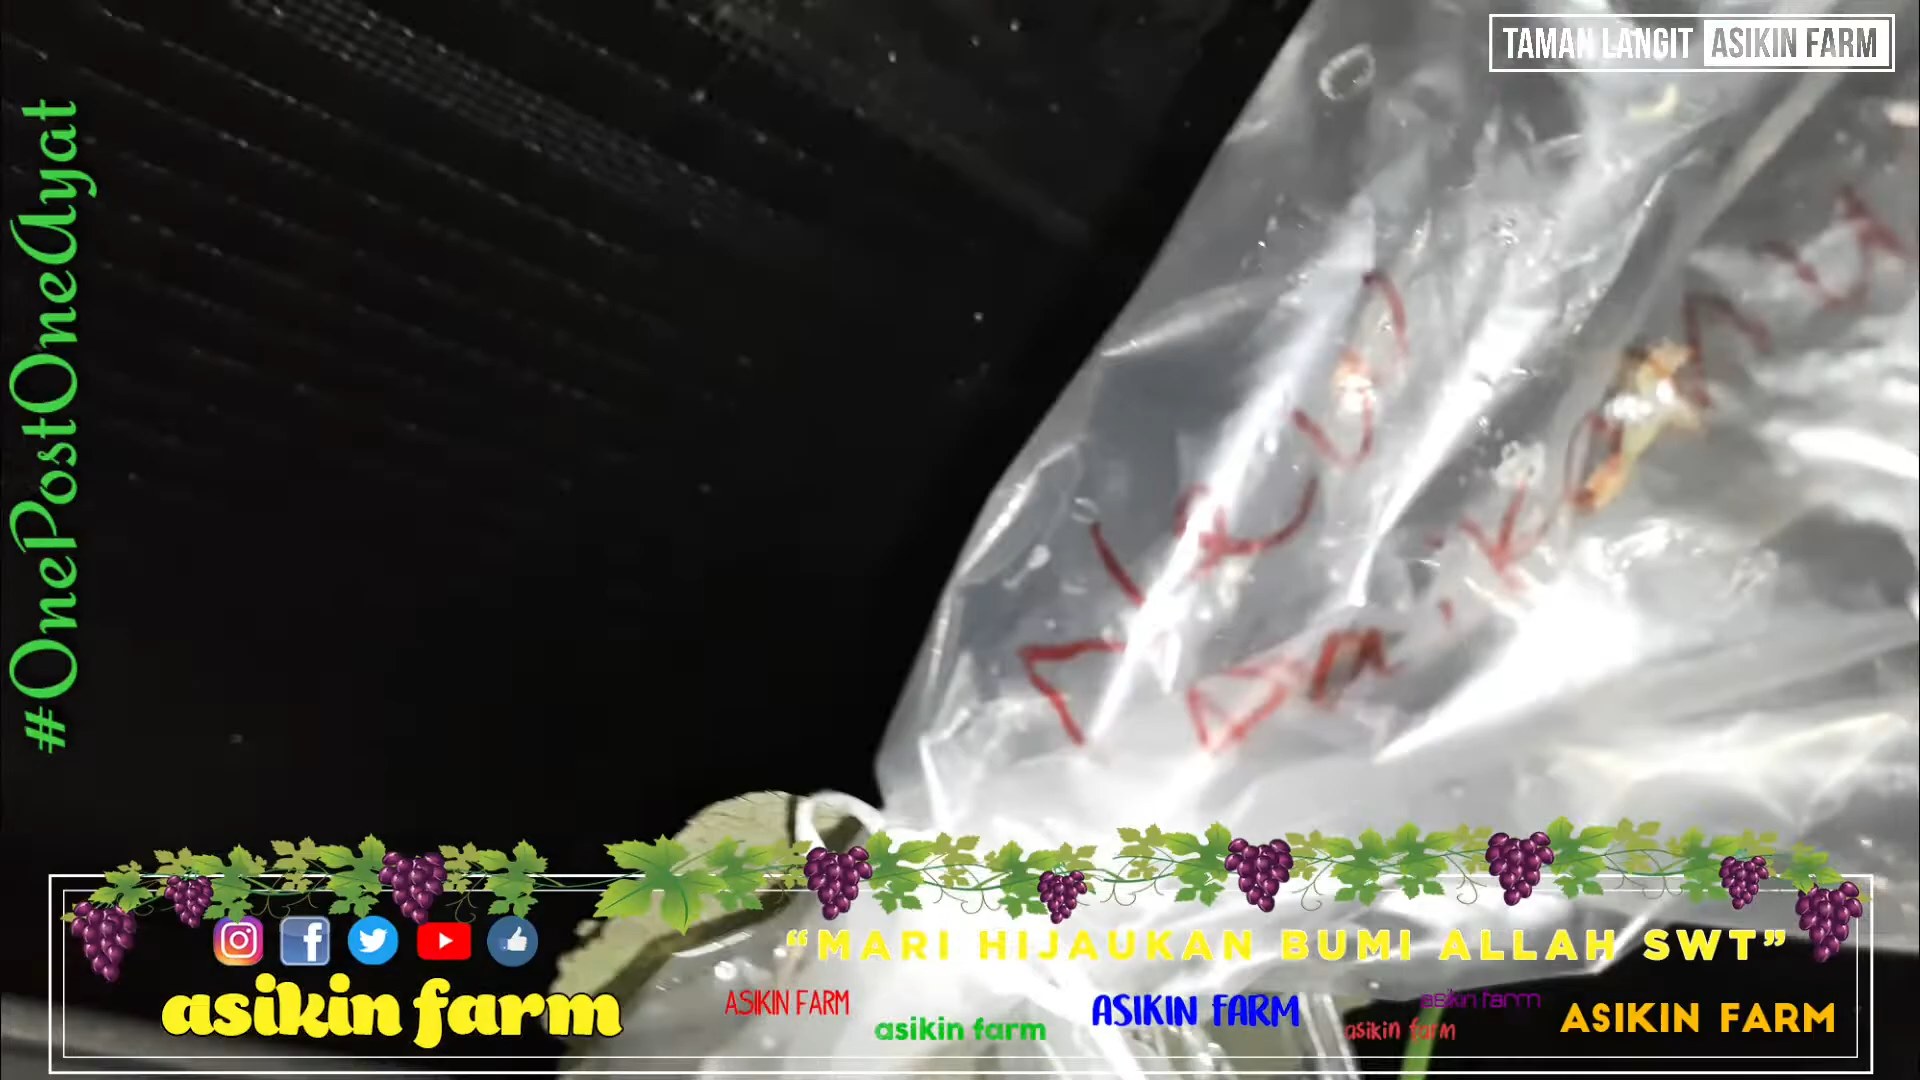 TAMAN LANGIT ASIKIN FARM
#OnePostOneAyat
"MARI HIJAUKAN BUMI ALLAH SWT"
asikin farm
ASIKIN FARM
asikin farm
ASIKIN FARM
asikin farm
asikin farm
ASIKIN FARM